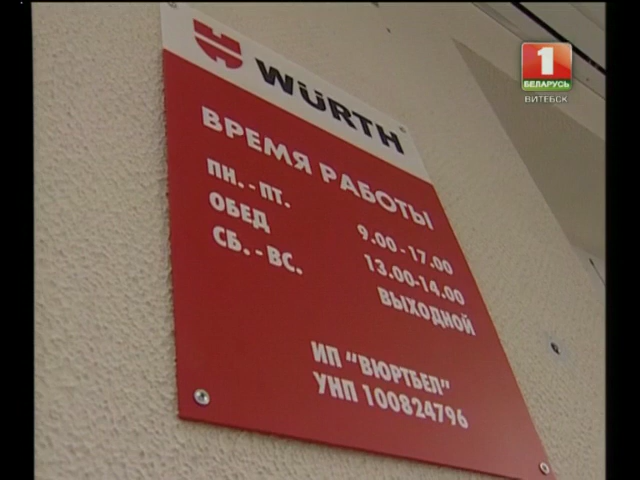 WÜRTH
ВРЕМЯ РАБОТЫ
ПН. - ПТ. 9.00 - 17.00
ОБЕД 13.00-14.00
СБ. - ВС. ВЫХОДНОЙ
ИП "ВЮРТБЕЛ"
УНП 100824796
1
БЕЛАРУСЬ
ВИТЕБСК